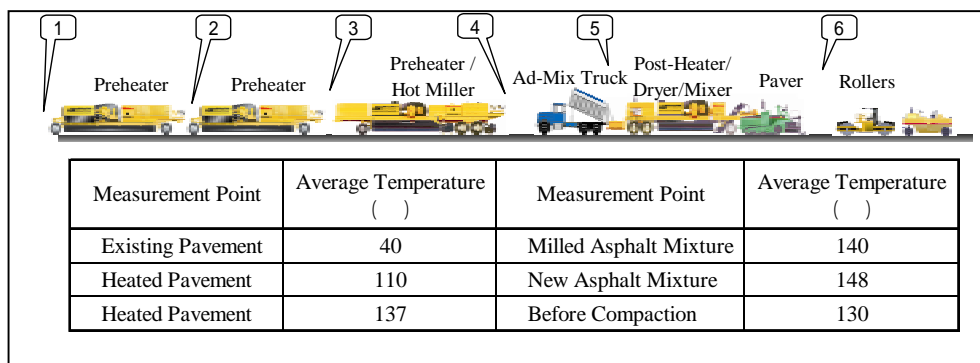 1 2 3 4 5 6
Preheater
Preheater
Preheater /
Hot Miller
Ad-Mix Truck
Post-Heater/
Dryer/Mixer
Paver
Rollers
Measurement Point Average Temperature ( ) Measurement Point Average Temperature ( )
Existing Pavement 40 Milled Asphalt Mixture 140
Heated Pavement 110 New Asphalt Mixture 148
Heated Pavement 137 Before Compaction 130